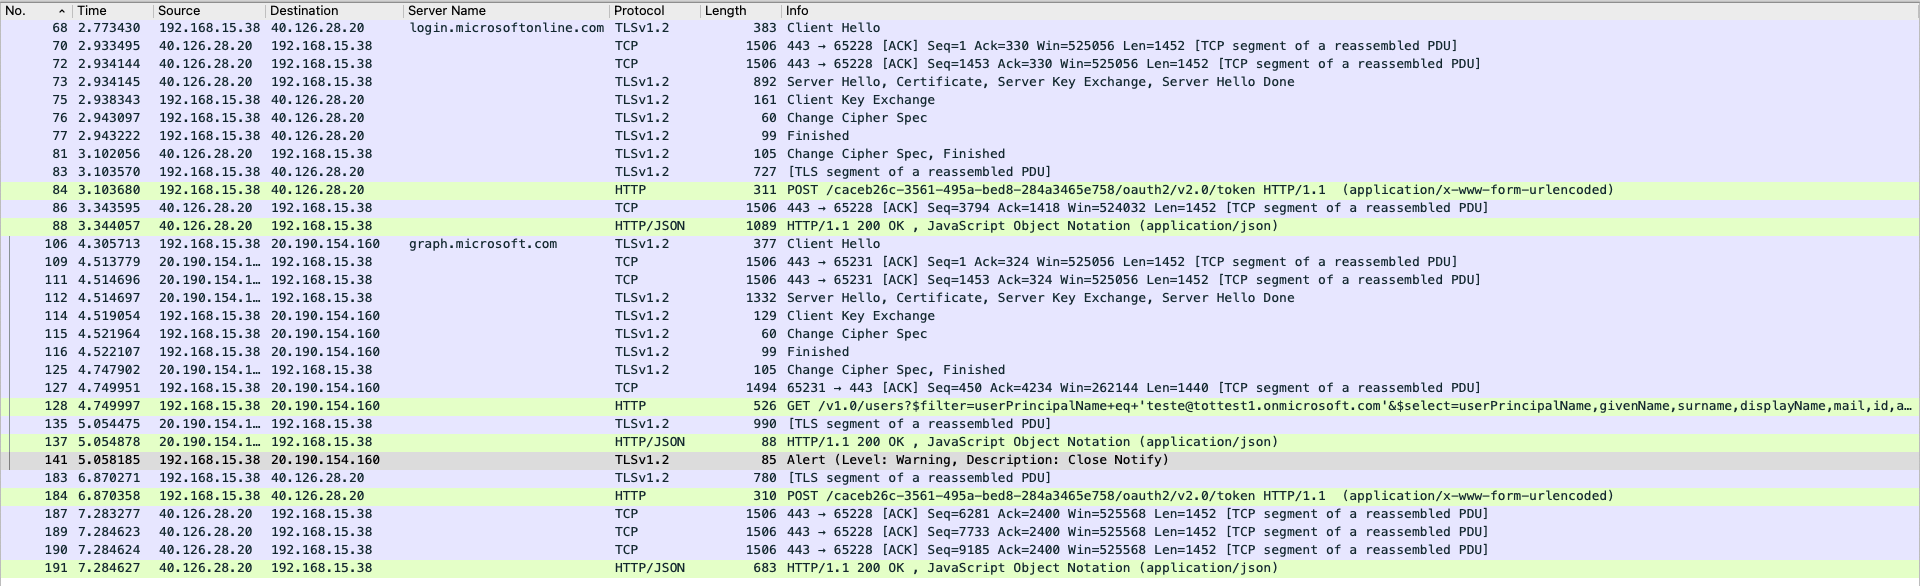 No. Time Source Destination Server Name Protocol Length Info
68 2.773430 192.168.15.38 40.126.28.20 login.microsoftonline.com TLSv1.2 383 Client Hello
70 2.933495 40.126.28.20 192.168.15.38 TCP 1506 443 → 65228 [ACK] Seq=1 Ack=330 Win=525056 Len=1452 [TCP segment of a reassembled PDU]
72 2.934144 40.126.28.20 192.168.15.38 TCP 1506 443 → 65228 [ACK] Seq=1453 Ack=330 Win=525056 Len=1452 [TCP segment of a reassembled PDU]
73 2.934145 40.126.28.20 192.168.15.38 TLSv1.2 892 Server Hello, Certificate, Server Key Exchange, Server Hello Done
75 2.938343 192.168.15.38 40.126.28.20 TLSv1.2 161 Client Key Exchange
76 2.943097 192.168.15.38 40.126.28.20 TLSv1.2 60 Change Cipher Spec
77 2.943222 192.168.15.38 40.126.28.20 TLSv1.2 99 Finished
81 3.102056 40.126.28.20 192.168.15.38 TLSv1.2 105 Change Cipher Spec, Finished
83 3.103570 192.168.15.38 40.126.28.20 TLSv1.2 727 [TLS segment of a reassembled PDU]
84 3.103680 192.168.15.38 40.126.28.20 HTTP 311 POST /caceb26c-3561-495a-bed8-284a3465e758/oauth2/v2.0/token HTTP/1.1 (application/x-www-form-urlencoded)
86 3.343595 40.126.28.20 192.168.15.38 TCP 1506 443 → 65228 [ACK] Seq=3794 Ack=1418 Win=524032 Len=1452 [TCP segment of a reassembled PDU]
88 3.344057 40.126.28.20 192.168.15.38 HTTP/JSON 1089 HTTP/1.1 200 OK , JavaScript Object Notation (application/json)
106 4.305713 192.168.15.38 20.190.154.160 graph.microsoft.com TLSv1.2 377 Client Hello
109 4.513779 20.190.154.1… 192.168.15.38 TCP 1506 443 → 65231 [ACK] Seq=1 Ack=324 Win=525056 Len=1452 [TCP segment of a reassembled PDU]
111 4.514696 20.190.154.1… 192.168.15.38 TCP 1506 443 → 65231 [ACK] Seq=1453 Ack=324 Win=525056 Len=1452 [TCP segment of a reassembled PDU]
112 4.514697 20.190.154.1… 192.168.15.38 TLSv1.2 1332 Server Hello, Certificate, Server Key Exchange, Server Hello Done
114 4.519054 192.168.15.38 20.190.154.160 TLSv1.2 129 Client Key Exchange
115 4.521964 192.168.15.38 20.190.154.160 TLSv1.2 60 Change Cipher Spec
116 4.522107 192.168.15.38 20.190.154.160 TLSv1.2 99 Finished
125 4.747902 20.190.154.1… 192.168.15.38 TLSv1.2 105 Change Cipher Spec, Finished
127 4.749951 192.168.15.38 20.190.154.160 TCP 1494 65231 → 443 [ACK] Seq=450 Ack=4234 Win=262144 Len=1440 [TCP segment of a reassembled PDU]
128 4.749997 192.168.15.38 20.190.154.160 HTTP 526 GET /v1.0/users?$filter=userPrincipalName+eq+'teste@tottest1.onmicrosoft.com'&$select=userPrincipalName,givenName,surname,displayName,mail,id,a…
135 5.054475 20.190.154.1… 192.168.15.38 TLSv1.2 990 [TLS segment of a reassembled PDU]
137 5.054878 20.190.154.1… 192.168.15.38 HTTP/JSON 88 HTTP/1.1 200 OK , JavaScript Object Notation (application/json)
141 5.058185 192.168.15.38 20.190.154.160 TLSv1.2 85 Alert (Level: Warning, Description: Close Notify)
183 6.870271 192.168.15.38 40.126.28.20 TLSv1.2 780 [TLS segment of a reassembled PDU]
184 6.870358 192.168.15.38 40.126.28.20 HTTP 310 POST /caceb26c-3561-495a-bed8-284a3465e758/oauth2/v2.0/token HTTP/1.1 (application/x-www-form-urlencoded)
187 7.283277 40.126.28.20 192.168.15.38 TCP 1506 443 → 65228 [ACK] Seq=6281 Ack=2400 Win=525568 Len=1452 [TCP segment of a reassembled PDU]
189 7.284623 40.126.28.20 192.168.15.38 TCP 1506 443 → 65228 [ACK] Seq=7733 Ack=2400 Win=525568 Len=1452 [TCP segment of a reassembled PDU]
190 7.284624 40.126.28.20 192.168.15.38 TCP 1506 443 → 65228 [ACK] Seq=9185 Ack=2400 Win=525568 Len=1452 [TCP segment of a reassembled PDU]
191 7.284627 40.126.28.20 192.168.15.38 HTTP/JSON 683 HTTP/1.1 200 OK , JavaScript Object Notation (application/json)